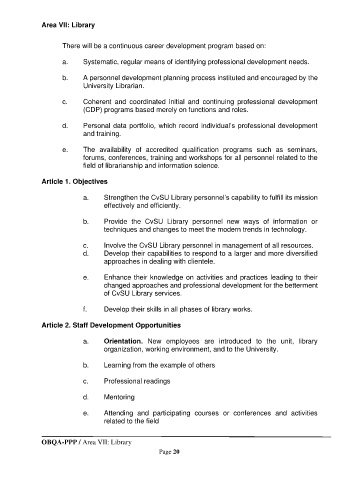 Area VII: Library
There will be a continuous career development program based on:
a. Systematic, regular means of identifying professional development needs.
b. A personnel development planning process instituted and encouraged by the
University Librarian.
c. Coherent and coordinated Initial and continuing professional development
(CDP) programs based merely on functions and roles.
d. Personal data portfolio, which record individual's professional development
and training.
e. The availability of accredited qualification programs such as seminars,
forums, conferences, training and workshops for all personnel related to the
field of librarianship and information science.
Article 1. Objectives
a. Strengthen the CvSU Library personnel's capability to fulfill its mission
effectively and efficiently.
b. Provide the CvSU Library personnel new ways of information or
techniques and changes to meet the modern trends in technology.
c. Involve the CvSU Library personnel in management of all resources.
d. Develop their capabilities to respond to a larger and more diversified
approaches in dealing with clientele.
e. Enhance their knowledge on activities and practices leading to their
changed approaches and professional development for the betterment
of CvSU Library services.
f. Develop their skills in all phases of library works.
Article 2. Staff Development Opportunities
a. Orientation. New employees are introduced to the unit, library
organization, working environment, and to the University.
b. Learning from the example of others
c. Professional readings
d. Mentoring
e. Attending and participating courses or conferences and activities
related to the field
OBQA-PPP / Area VII: Library
Page 20